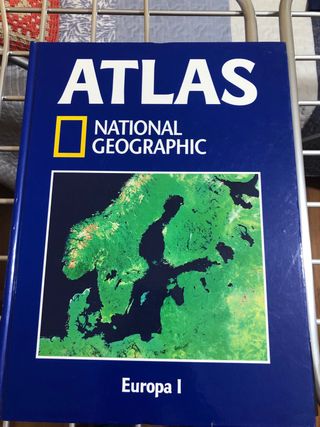 ATLAS
NATIONAL
GEOGRAPHIC
Europa I